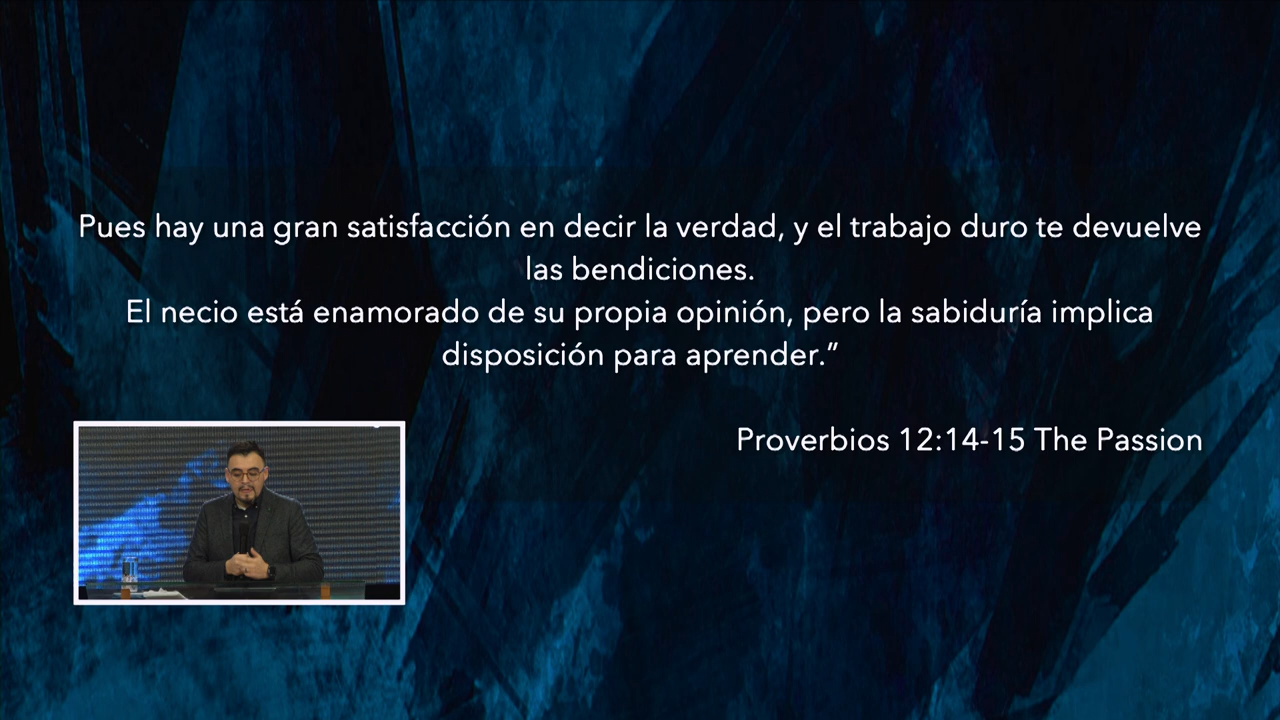 Pues hay una gran satisfacción en decir la verdad, y el trabajo duro te devuelve
las bendiciones.
El necio está enamorado de su propia opinión, pero la sabiduría implica
disposición para aprender.”
Proverbios 12:14-15 The Passion